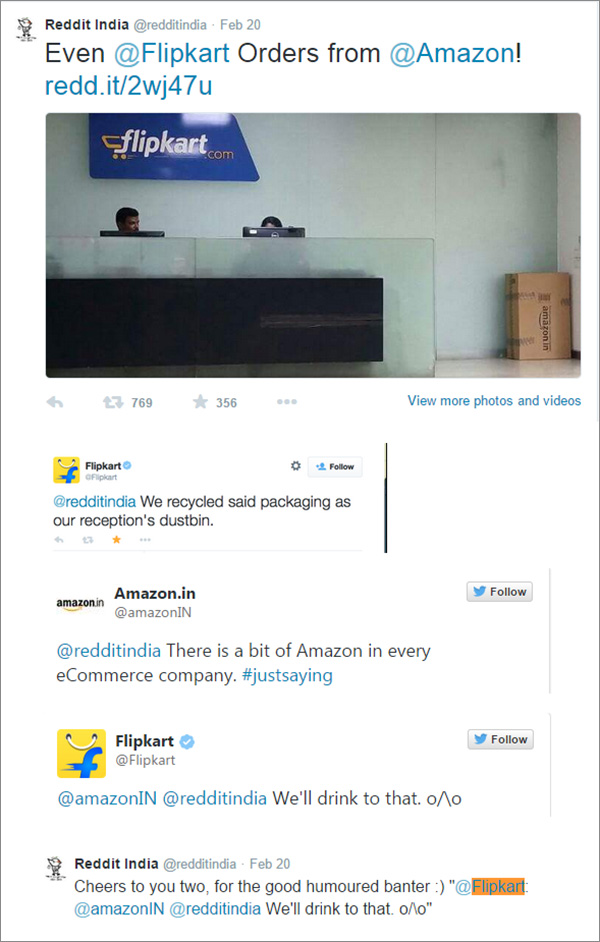 Reddit India @redditindia · Feb 20
Even @Flipkart Orders from @Amazon!
redd.it/2wj47u
flipkart.com
amazon.in
769 356 View more photos and videos
Flipkart Follow
@Flipkart
@redditindia We recycled said packaging as
our reception's dustbin.
amazon.in Amazon.in Follow
@amazonIN
@redditindia There is a bit of Amazon in every
eCommerce company. #justsaying
Flipkart Follow
@Flipkart
@amazonIN @redditindia We'll drink to that. o/\o
Reddit India @redditindia · Feb 20
Cheers to you two, for the good humoured banter :) "@Flipkart:
@amazonIN @redditindia We'll drink to that. o/\o"